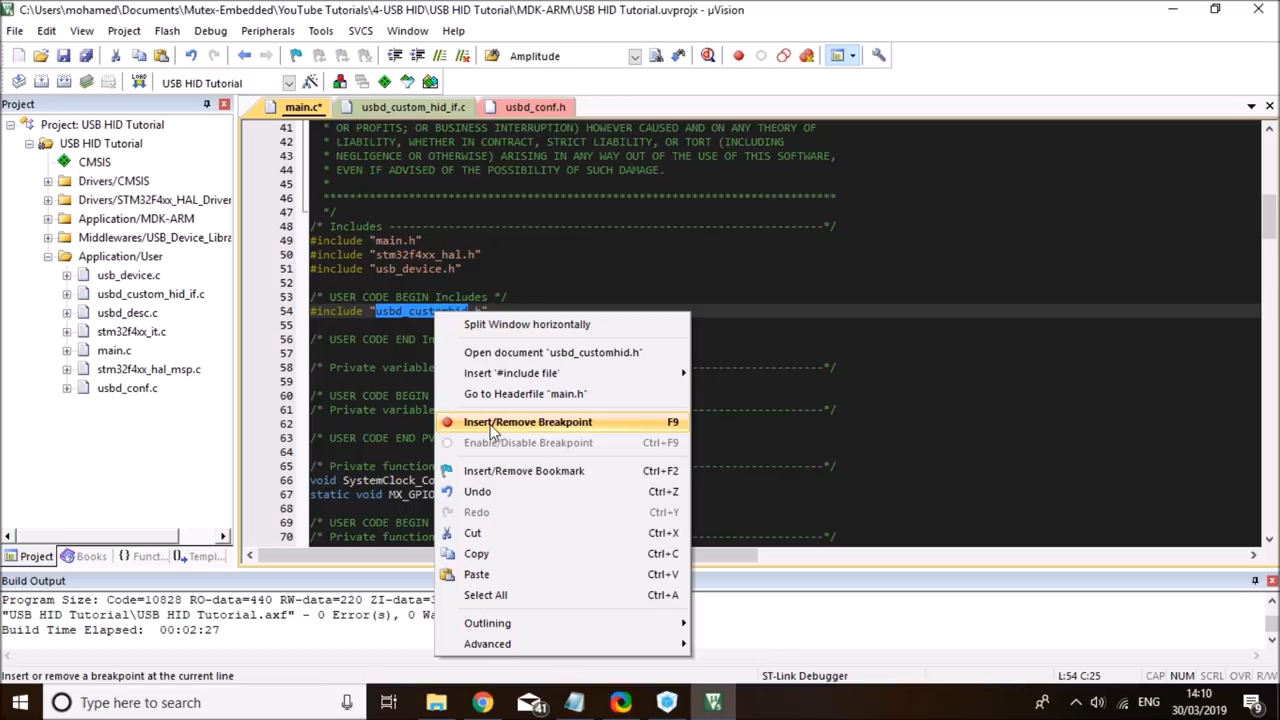 C:\Users\mohamed\Documents\Mutex-Embedded\YouTube Tutorials\4-USB HID\USB HID Tutorial\MDK-ARM\USB HID Tutorial.uvprojx - µVision
File Edit View Project Flash Debug Peripherals Tools SVCS Window Help
Amplitude
LOAD USB HID Tutorial
Project
main.c* usbd_custom_hid_if.c usbd_conf.h
Project: USB HID Tutorial
USB HID Tutorial
CMSIS
Drivers/CMSIS
Drivers/STM32F4xx_HAL_Driver
Application/MDK-ARM
Middlewares/USB_Device_Libra
Application/User
usb_device.c
usbd_custom_hid_if.c
usbd_desc.c
stm32f4xx_it.c
main.c
stm32f4xx_hal_msp.c
usbd_conf.c
Project Books {} Funct... Templ...
41 * OR PROFITS; OR BUSINESS INTERRUPTION) HOWEVER CAUSED AND ON ANY THEORY OF
42 * LIABILITY, WHETHER IN CONTRACT, STRICT LIABILITY, OR TORT (INCLUDING
43 * NEGLIGENCE OR OTHERWISE) ARISING IN ANY WAY OUT OF THE USE OF THIS SOFTWARE,
44 * EVEN IF ADVISED OF THE POSSIBILITY OF SUCH DAMAGE.
45 *
46 ******************************************************************************
47 */
48 /* Includes ------------------------------------------------------------------*/
49 #include "main.h"
50 #include "stm32f4xx_hal.h"
51 #include "usb_device.h"
52
53 /* USER CODE BEGIN Includes */
54 #include "usbd_customhid.h"
55
56 /* USER CODE END In
57
58 /* Private variabl ---------------*/
59
60 /* USER CODE BEGIN
61 /* Private variabl ---------------*/
62
63 /* USER CODE END PV
64
65 /* Private functio ---------------*/
66 void SystemClock_Co
67 static void MX_GPIO
68
69 /* USER CODE BEGIN
70 /* Private functio ---------------*/
Split Window horizontally
Open document "usbd_customhid.h"
Insert '#include file'
Go to Headerfile "main.h"
Insert/Remove Breakpoint F9
Enable/Disable Breakpoint Ctrl+F9
Insert/Remove Bookmark Ctrl+F2
Undo Ctrl+Z
Redo Ctrl+Y
Cut Ctrl+X
Copy Ctrl+C
Paste Ctrl+V
Select All Ctrl+A
Outlining
Advanced
Build Output
Program Size: Code=10828 RO-data=440 RW-data=220 ZI-data=
"USB HID Tutorial\USB HID Tutorial.axf" - 0 Error(s), 0 Wa
Build Time Elapsed: 00:02:27
Insert or remove a breakpoint at the current line ST-Link Debugger L:54 C:25 CAP NUM SCRL OVR R/W
Type here to search 41 ENG 14:10 30/03/2019 9